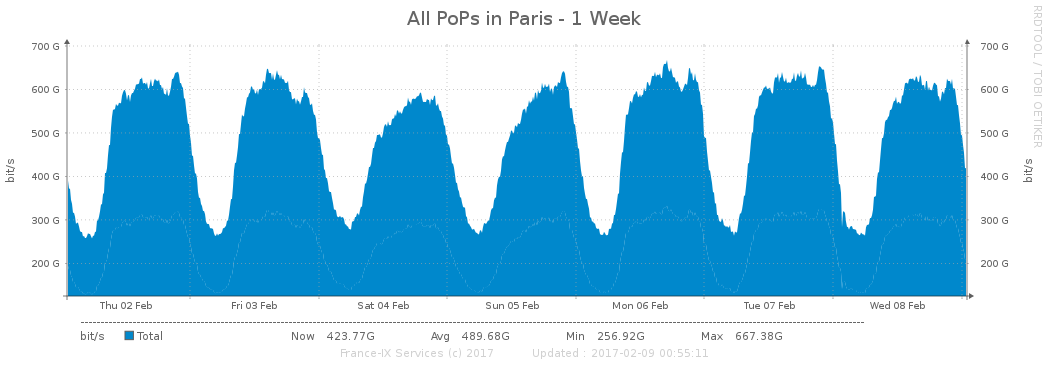 All PoPs in Paris - 1 Week
RRDTOOL / TOBI OETIKER
700 G 700 G
600 G 600 G
500 G 500 G
400 G 400 G
300 G 300 G
200 G 200 G
bit/s
bit/s
Thu 02 Feb Fri 03 Feb Sat 04 Feb Sun 05 Feb Mon 06 Feb Tue 07 Feb Wed 08 Feb
bit/s Total Now 423.77G Avg 489.68G Min 256.92G Max 667.38G
France-IX Services (c) 2017 Updated : 2017-02-09 00:55:11